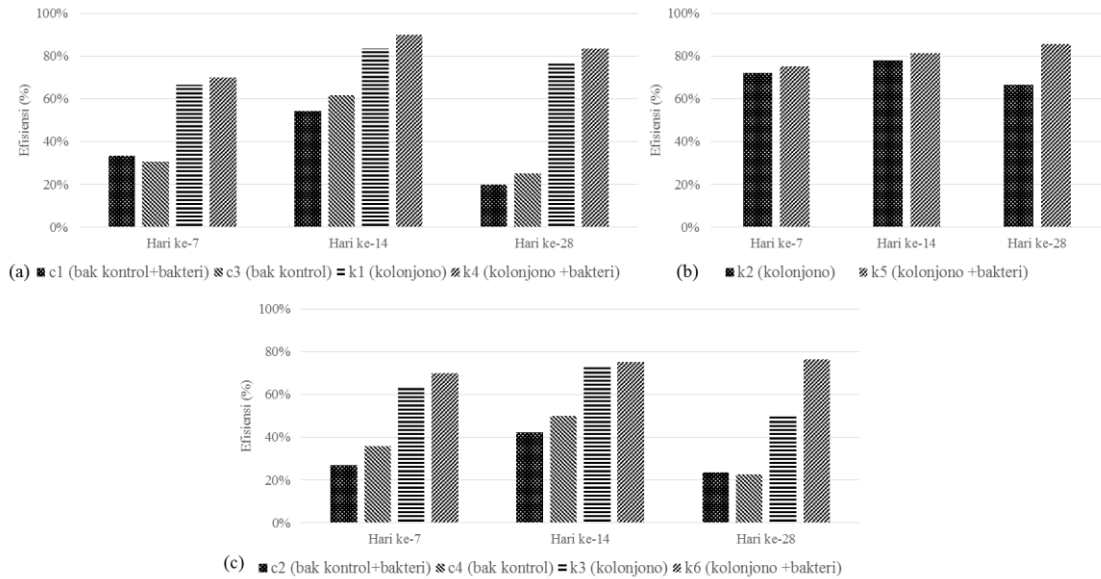 100%
80%
60%
40%
20%
0%
Efisiensi (%)
Hari ke-7 Hari ke-14 Hari ke-28
(a) c1 (bak kontrol+bakteri) c3 (bak kontrol) k1 (kolonjono) k4 (kolonjono +bakteri)
100%
80%
60%
40%
20%
0%
Efisiensi (%)
Hari ke-7 Hari ke-14 Hari ke-28
(b) k2 (kolonjono) k5 (kolonjono +bakteri)
100%
80%
60%
40%
20%
0%
Efisiensi (%)
Hari ke-7 Hari ke-14 Hari ke-28
(c) c2 (bak kontrol+bakteri) c4 (bak kontrol) k3 (kolonjono) k6 (kolonjono +bakteri)